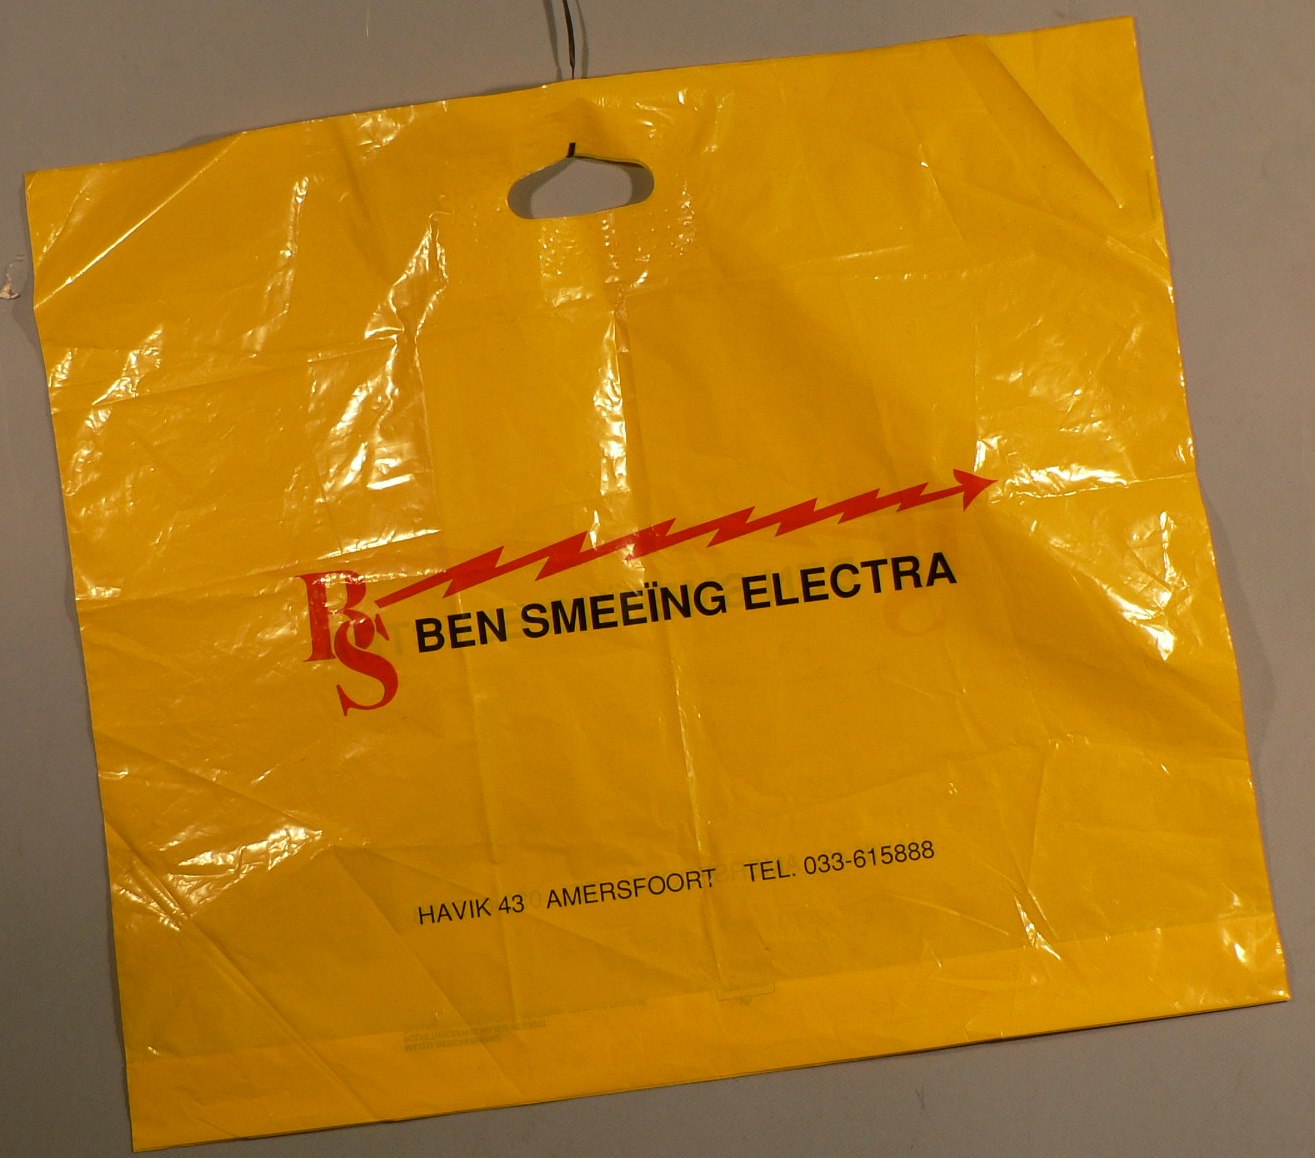 BS
BEN SMEEÏNG ELECTRA
HAVIK 43 AMERSFOORT TEL. 033-615888